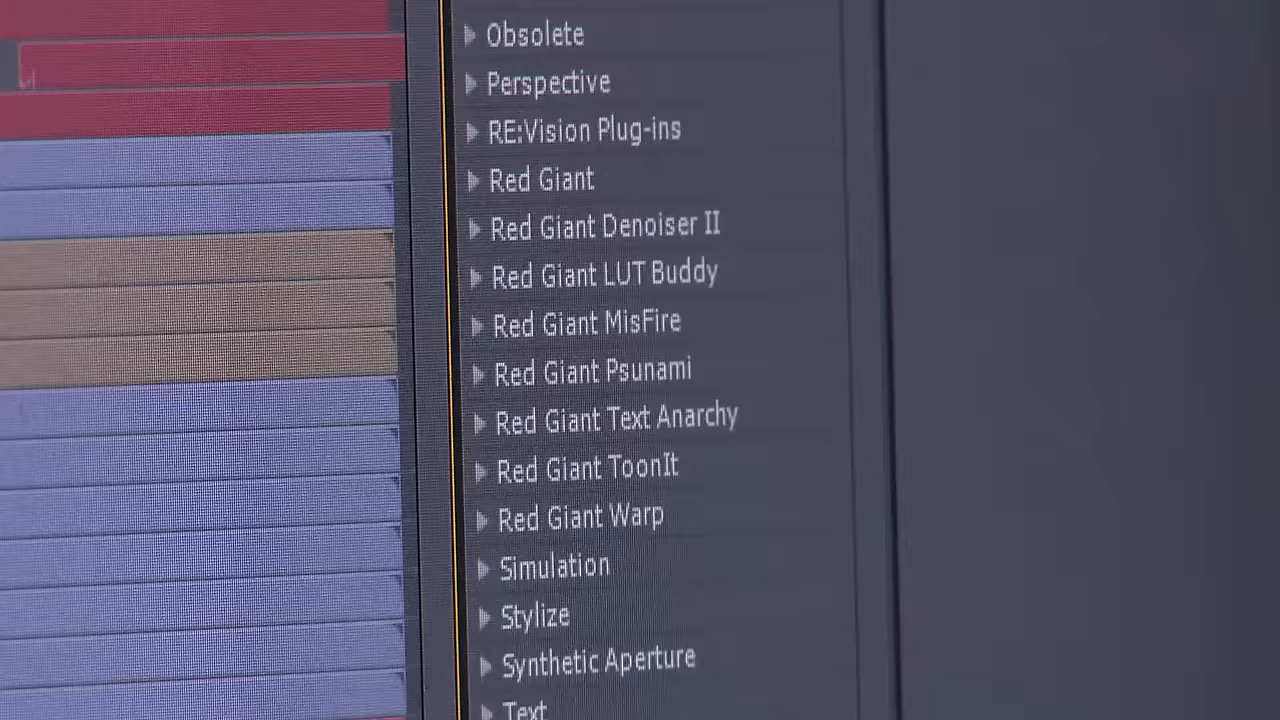 Obsolete
Perspective
RE:Vision Plug-ins
Red Giant
Red Giant Denoiser II
Red Giant LUT Buddy
Red Giant MisFire
Red Giant Psunami
Red Giant Text Anarchy
Red Giant ToonIt
Red Giant Warp
Simulation
Stylize
Synthetic Aperture
Text